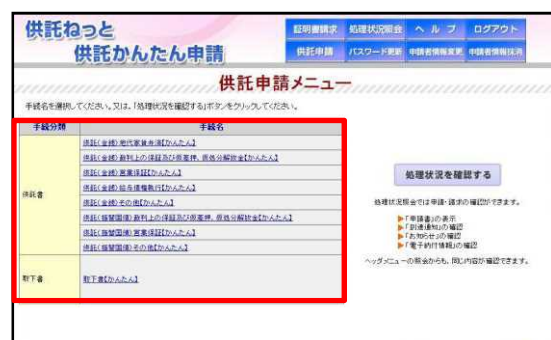 供託ねっと
供託かんたん申請
証明書請求 処理状況照会 ヘルプ ログアウト
供託申請 パスワード更新 申請者情報変更 申請者情報抹消
供託申請メニュー
手続名を選択してください。又は、「処理状況を確認する」ボタンをクリックしてください。
手続分類 手続名
供託書
供託(金銭)地代家賃弁済【かんたん】
供託(金銭)裁判上の保証及び仮差押、仮処分解放金【かんたん】
供託(金銭)営業保証【かんたん】
供託(金銭)給与債権執行【かんたん】
供託(金銭)その他【かんたん】
供託(振替国債)裁判上の保証及び仮差押、仮処分解放金【かんたん】
供託(振替国債)営業保証【かんたん】
供託(振替国債)その他【かんたん】
取下書 取下書【かんたん】
処理状況を確認する
処理状況照会では申請・請求の確認ができます。
▶「申請書」の表示
▶「到達通知」の確認
▶「お知らせ」の確認
▶「電子納付情報」の確認
ヘッダメニューの照会からも、同じ内容が確認できます。